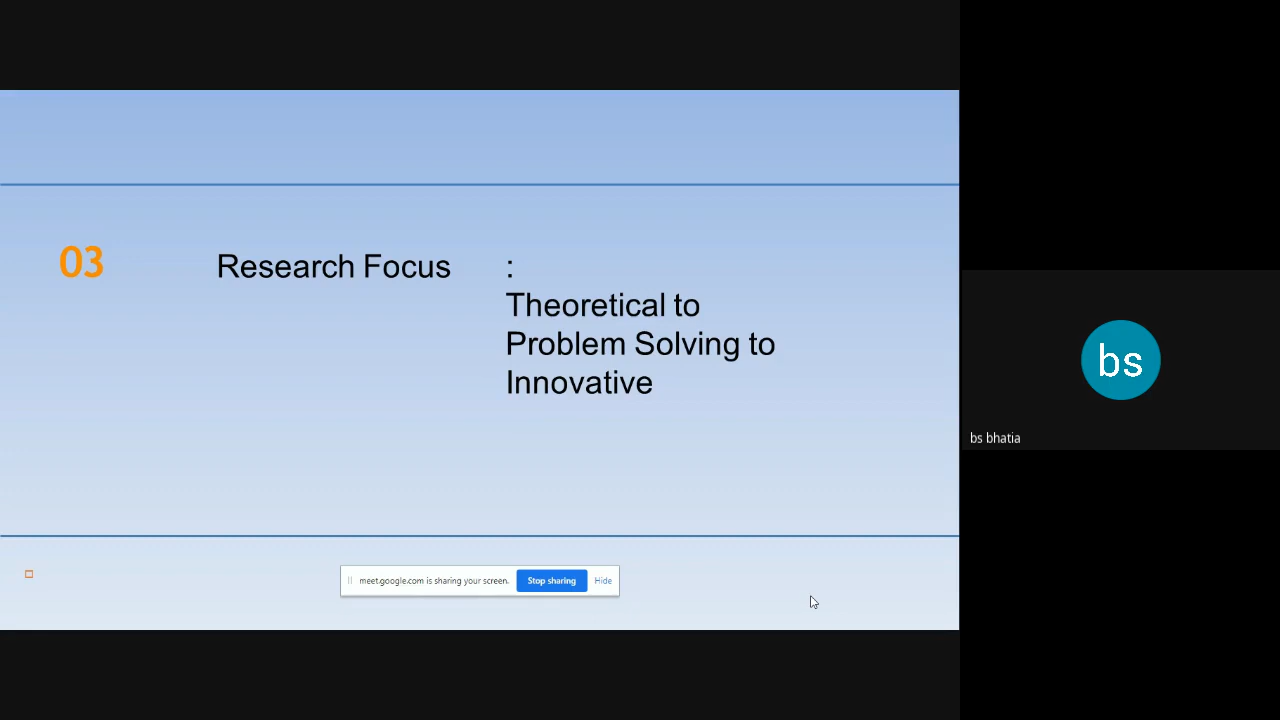 03 Research Focus :
Theoretical to
Problem Solving to
Innovative
meet.google.com is sharing your screen. Stop sharing Hide
bs
bs bhatia